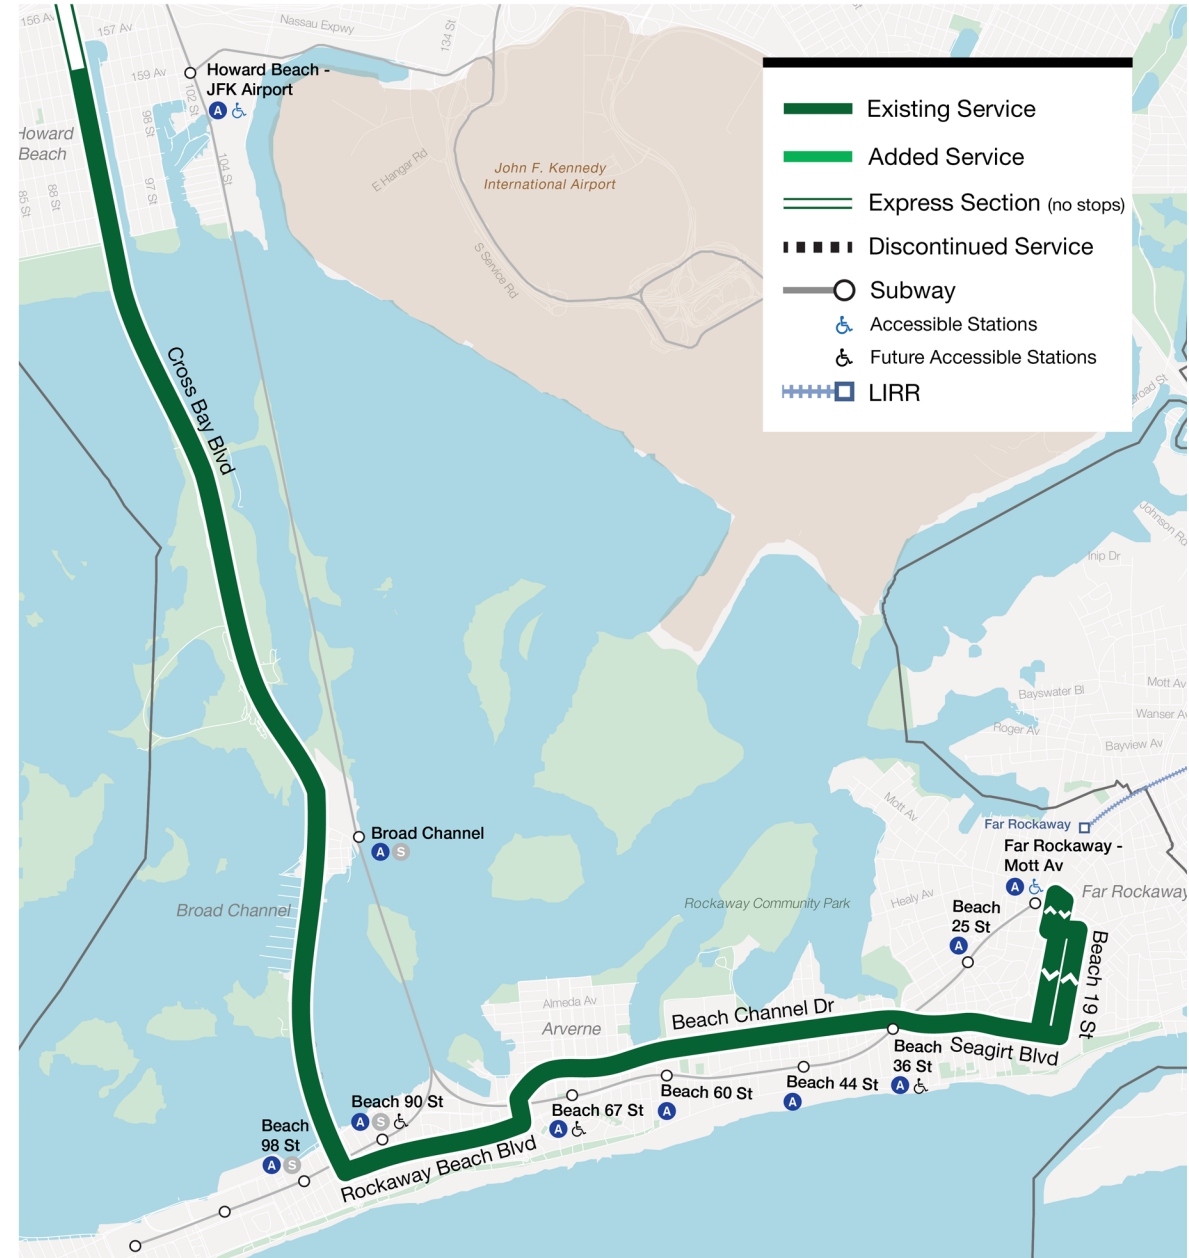 156 Av
157 Av
Nassau Expwy
134 St
159 Av
102 St
Howard Beach -
JFK Airport
A
98 St
Howard
Beach
104 St
97 St
88 St
85 St
E Hangar Rd
John F. Kennedy
International Airport
S Service Rd
Existing Service
Added Service
Express Section (no stops)
Discontinued Service
Subway
Accessible Stations
Future Accessible Stations
LIRR
Cross Bay Blvd
Johnson Rd
Inip Dr
Bayswater Bl
Mott Av
Wanser Av
Roger Av
Bayview Av
Mott Av
Far Rockaway
Broad Channel
A S
Far Rockaway -
Mott Av
A
Far Rockaway
Healy Av
Rockaway Community Park
Broad Channel
Beach
25 St
A
Beach 19 St
Almeda Av
Arverne
Beach Channel Dr
Seagirt Blvd
Beach
36 St
A
Beach 44 St
A
Beach 60 St
A
Beach 67 St
A
Beach 90 St
A S
Beach
98 St
A S
Rockaway Beach Blvd